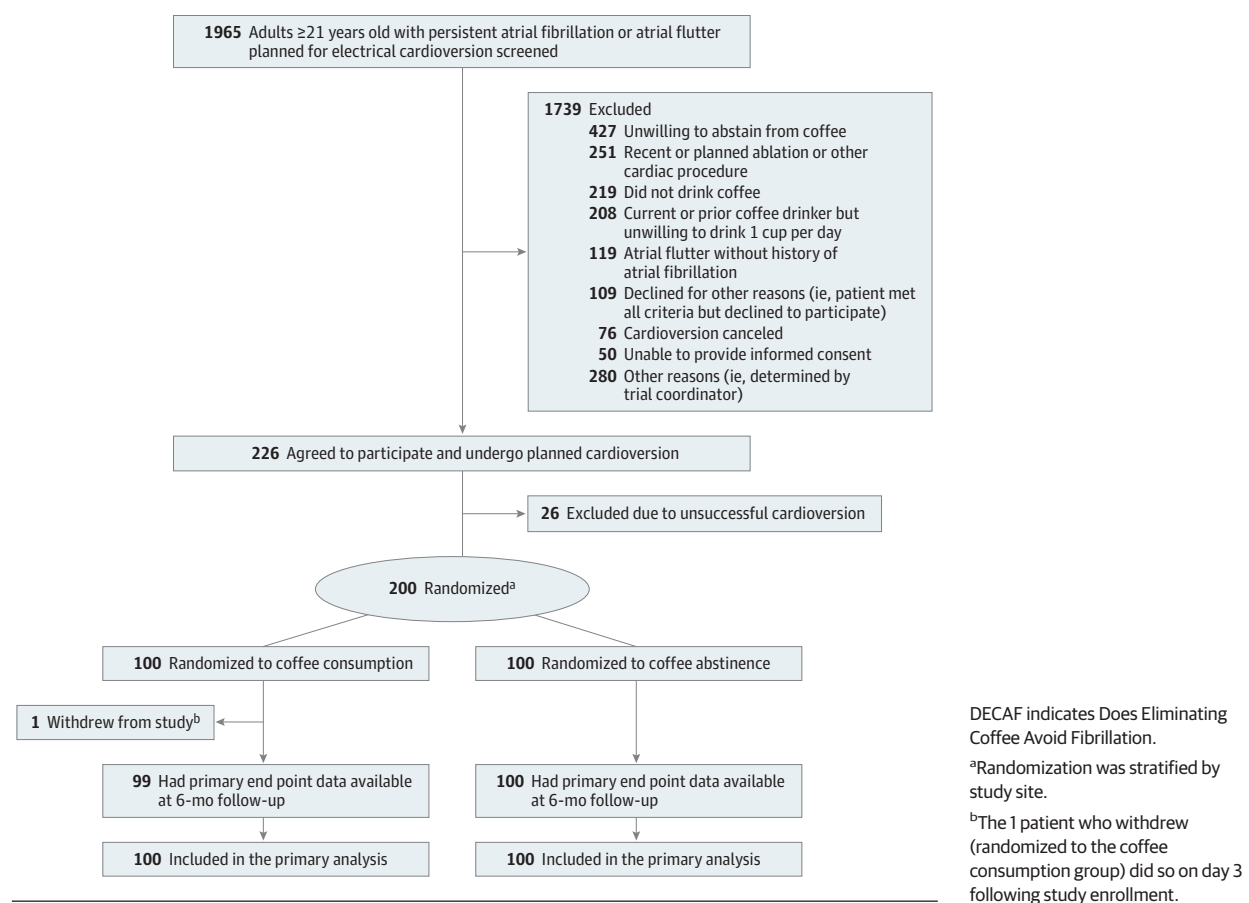 1965 Adults ≥21 years old with persistent atrial fibrillation or atrial flutter
planned for electrical cardioversion screened
1739 Excluded
427 Unwilling to abstain from coffee
251 Recent or planned ablation or other
cardiac procedure
219 Did not drink coffee
208 Current or prior coffee drinker but
unwilling to drink 1 cup per day
119 Atrial flutter without history of
atrial fibrillation
109 Declined for other reasons (ie, patient met
all criteria but declined to participate)
76 Cardioversion canceled
50 Unable to provide informed consent
280 Other reasons (ie, determined by
trial coordinator)
226 Agreed to participate and undergo planned cardioversion
26 Excluded due to unsuccessful cardioversion
200 Randomizedᵃ
100 Randomized to coffee consumption
100 Randomized to coffee abstinence
1 Withdrew from studyᵇ
99 Had primary end point data available
at 6-mo follow-up
100 Had primary end point data available
at 6-mo follow-up
100 Included in the primary analysis
100 Included in the primary analysis
DECAF indicates Does Eliminating
Coffee Avoid Fibrillation.
ᵃRandomization was stratified by
study site.
ᵇThe 1 patient who withdrew
(randomized to the coffee
consumption group) did so on day 3
following study enrollment.